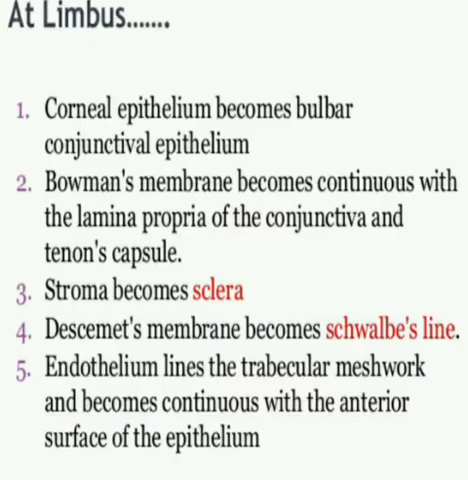 At Limbus.......
1. Corneal epithelium becomes bulbar
conjunctival epithelium
2. Bowman's membrane becomes continuous with
the lamina propria of the conjunctiva and
tenon's capsule.
3. Stroma becomes sclera
4. Descemet's membrane becomes schwalbe's line.
5. Endothelium lines the trabecular meshwork
and becomes continuous with the anterior
surface of the epithelium